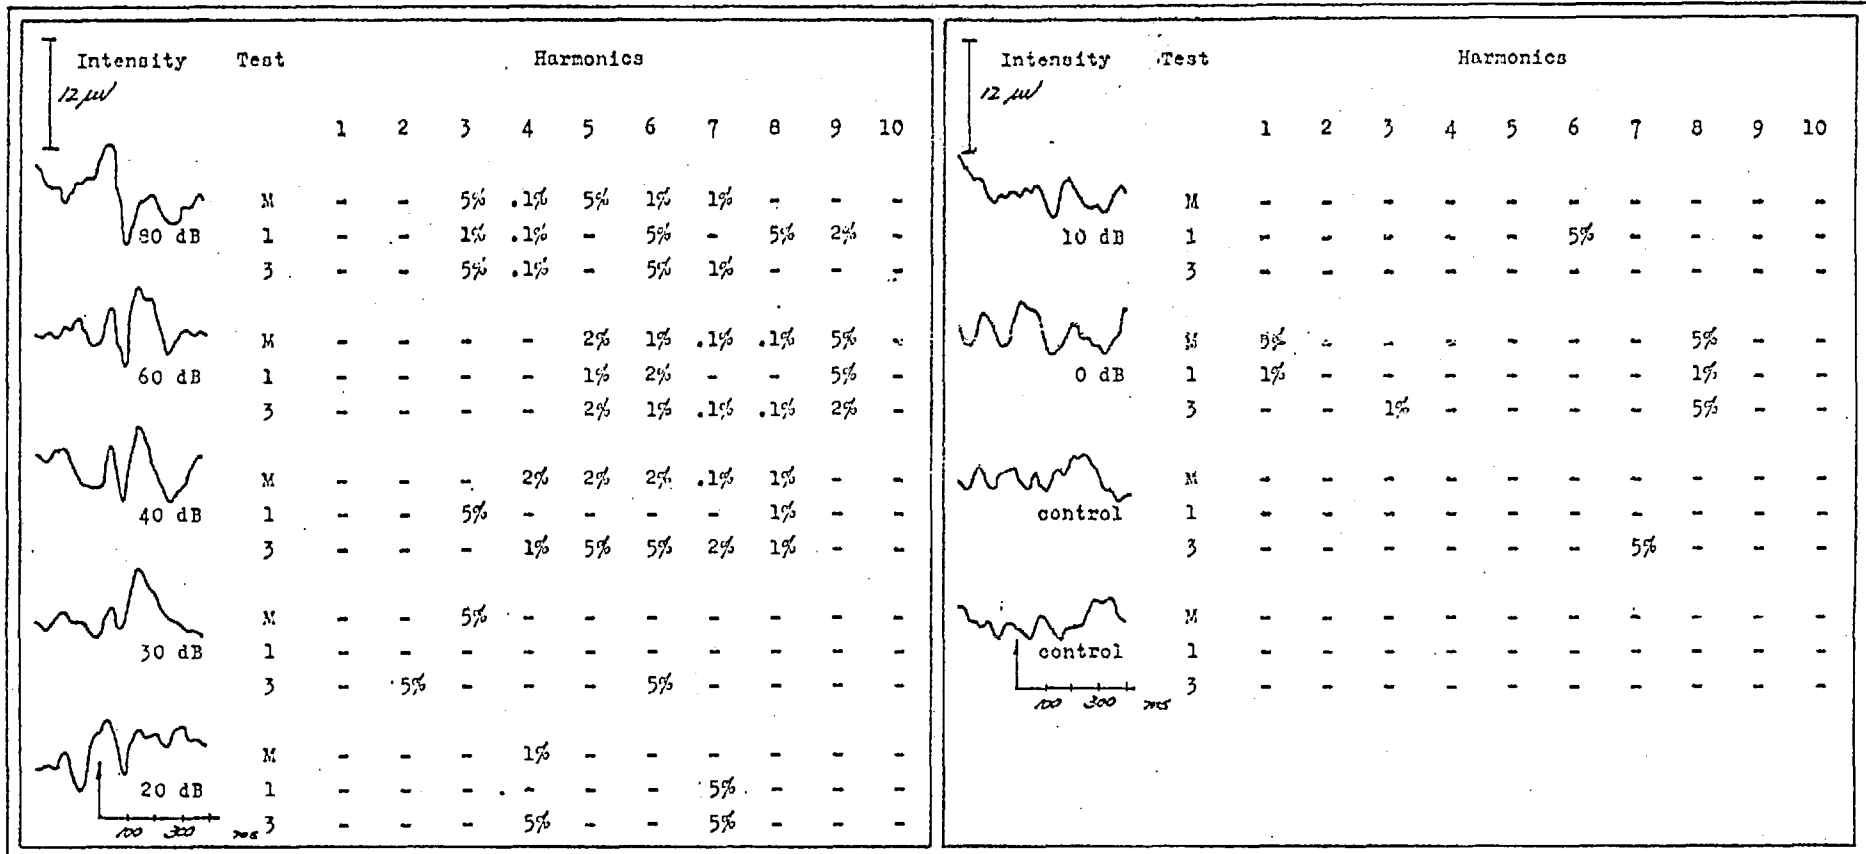 Intensity Test Harmonics
12 µV
1 2 3 4 5 6 7 8 9 10
M - - 5% .1% 5% 1% 1% - - -
80 dB 1 - - 1% .1% - 5% - 5% 2% -
3 - - 5% .1% - 5% 1% - - -
M - - - - 2% 1% .1% .1% 5% -
60 dB 1 - - - - 1% 2% - - 5% -
3 - - - - 2% 1% .1% .1% 2% -
M - - - 2% 2% 2% .1% 1% - -
40 dB 1 - - 5% - - - - 1% - -
3 - - - 1% 5% 5% 2% 1% - -
M - - 5% - - - - - - -
30 dB 1 - - - - - - - - - -
3 - 5% - - - 5% - - - -
M - - - 1% - - - - - -
20 dB 1 - - - - - - 5% - - -
100 300 ms 3 - - - 5% - - 5% - - -
Intensity Test Harmonics
12 µV
1 2 3 4 5 6 7 8 9 10
M - - - - - - - - - -
10 dB 1 - - - - - 5% - - - -
3 - - - - - - - - - -
M 5% - - - - - - 5% - -
0 dB 1 1% - - - - - - 1% - -
3 - - 1% - - - - 5% - -
M - - - - - - - - - -
control 1 - - - - - - - - - -
3 - - - - - - 5% - - -
M - - - - - - - - - -
control 1 - - - - - - - - - -
3 - - - - - - - - - -
100 300 ms